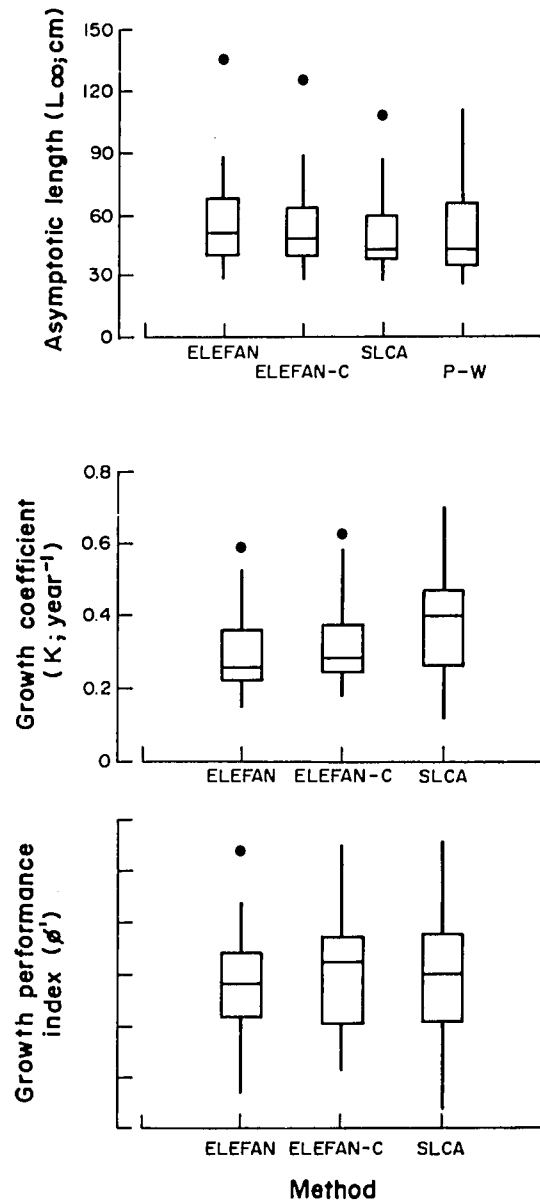 Asymptotic length (L∞; cm)
150
120
90
60
30
0
ELEFAN
ELEFAN-C
SLCA
P-W
Growth coefficient
(K; year⁻¹)
0.8
0.6
0.4
0.2
0
ELEFAN
ELEFAN-C
SLCA
Growth performance
index (ø')
ELEFAN
ELEFAN-C
SLCA
Method